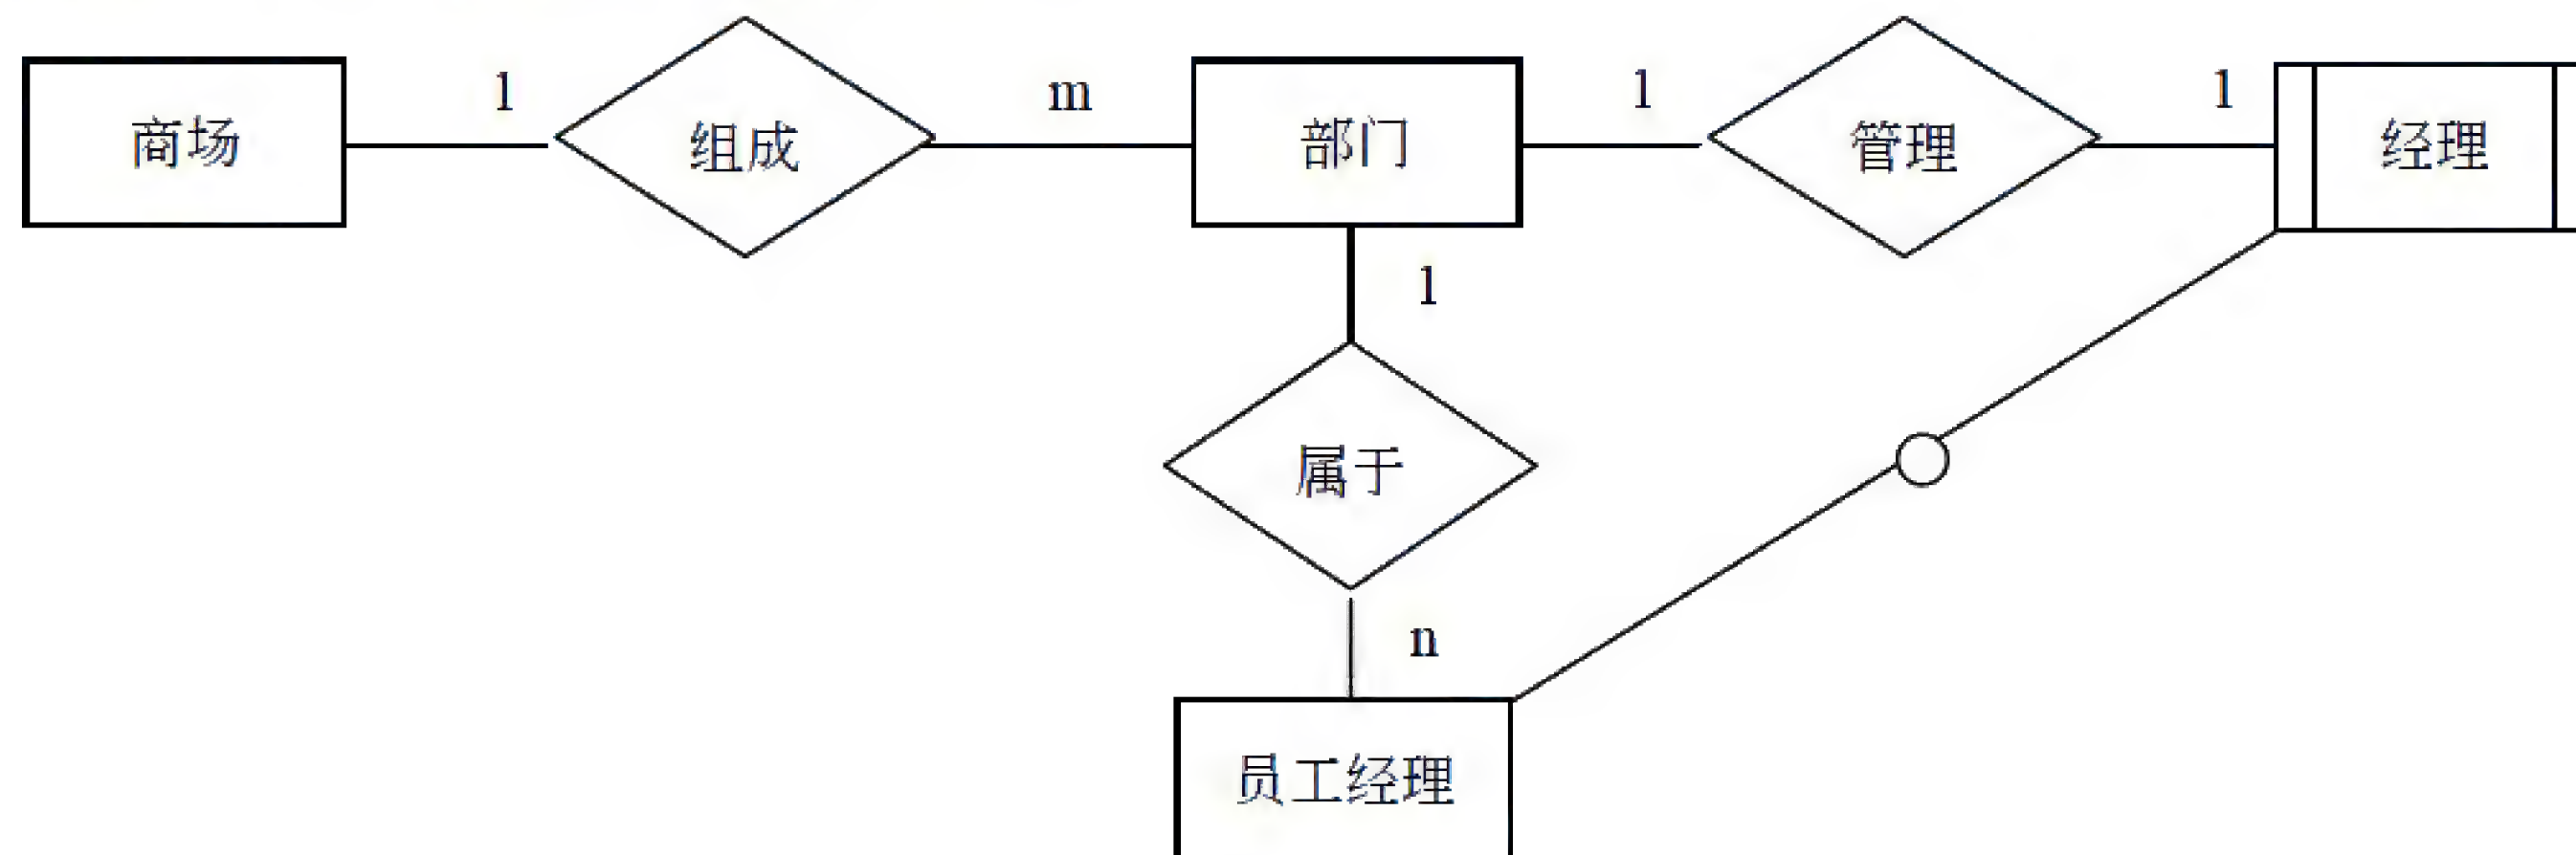 1 m 1 1
商场 组成 部门 管理 经理
1
属于
n
员工经理